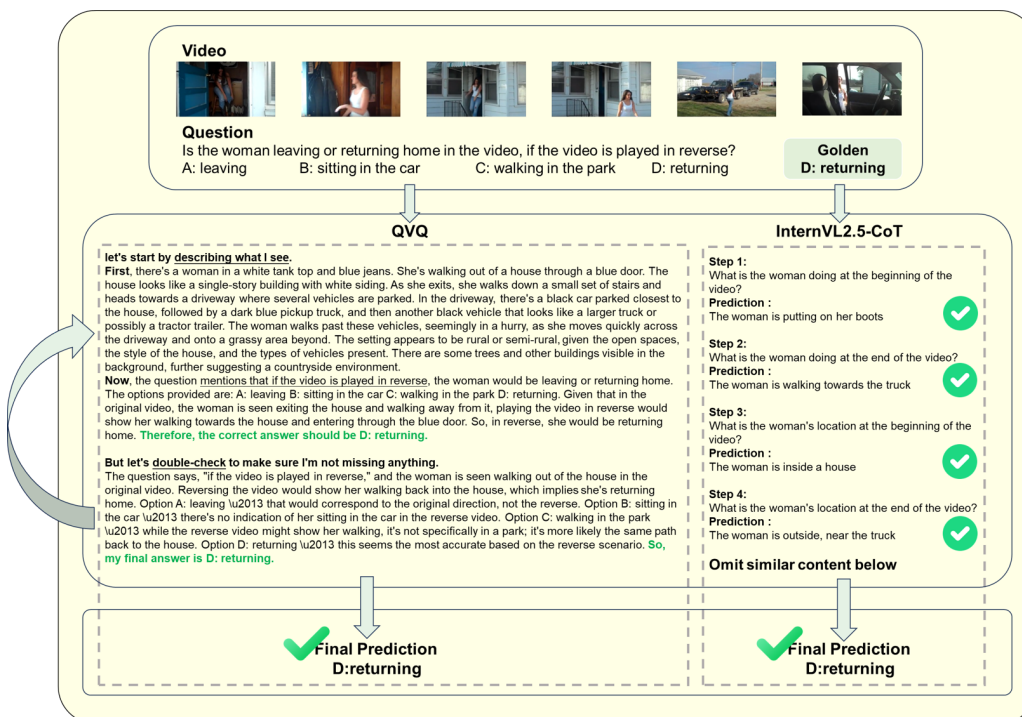 Video
Question
Is the woman leaving or returning home in the video, if the video is played in reverse?
A: leaving B: sitting in the car C: walking in the park D: returning
Golden
D: returning
QVQ
let's start by describing what I see.
First, there's a woman in a white tank top and blue jeans. She's walking out of a house through a blue door. The
house looks like a single-story building with white siding. As she exits, she walks down a small set of stairs and
heads towards a driveway where several vehicles are parked. In the driveway, there's a black car parked closest to
the house, followed by a dark blue pickup truck, and then another black vehicle that looks like a larger truck or
possibly a tractor trailer. The woman walks past these vehicles, seemingly in a hurry, as she moves quickly across
the driveway and onto a grassy area beyond. The setting appears to be rural or semi-rural, given the open spaces,
the style of the house, and the types of vehicles present. There are some trees and other buildings visible in the
background, further suggesting a countryside environment.
Now, the question mentions that if the video is played in reverse, the woman would be leaving or returning home.
The options provided are: A: leaving B: sitting in the car C: walking in the park D: returning. Given that in the
original video, the woman is seen exiting the house and walking away from it, playing the video in reverse would
show her walking towards the house and entering through the blue door. So, in reverse, she would be returning
home. Therefore, the correct answer should be D: returning.
But let's double-check to make sure I'm not missing anything.
The question says, "if the video is played in reverse," and the woman is seen walking out of the house in the
original video. Reversing the video would show her walking back into the house, which implies she's returning
home. Option A: leaving \u2013 that would correspond to the original direction, not the reverse. Option B: sitting in
the car \u2013 there's no indication of her sitting in the car in the reverse video. Option C: walking in the park
\u2013 while the reverse video might show her walking, it's not specifically in a park; it's more likely the same path
back to the house. Option D: returning \u2013 this seems the most accurate based on the reverse scenario. So,
my final answer is D: returning.
InternVL2.5-CoT
Step 1:
What is the woman doing at the beginning of the
video?
Prediction :
The woman is putting on her boots
Step 2:
What is the woman doing at the end of the video?
Prediction :
The woman is walking towards the truck
Step 3:
What is the woman's location at the beginning of the
video?
Prediction :
The woman is inside a house
Step 4:
What is the woman's location at the end of the video?
Prediction :
The woman is outside, near the truck
Omit similar content below
Final Prediction
D:returning
Final Prediction
D:returning